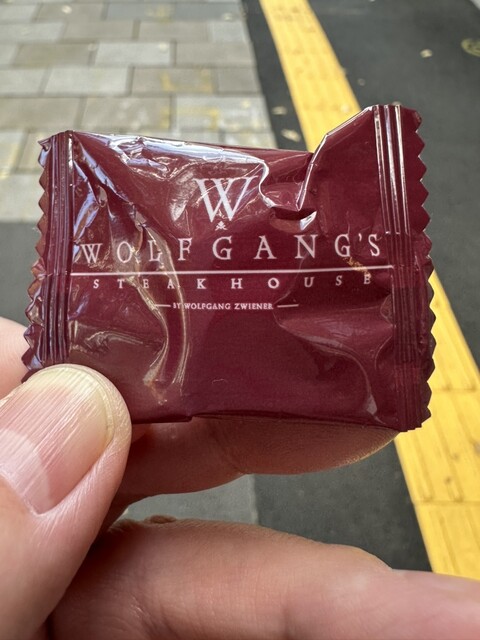 W
WOLFGANG'S
STEAKHOUSE
BY WOLFGANG ZWIENER